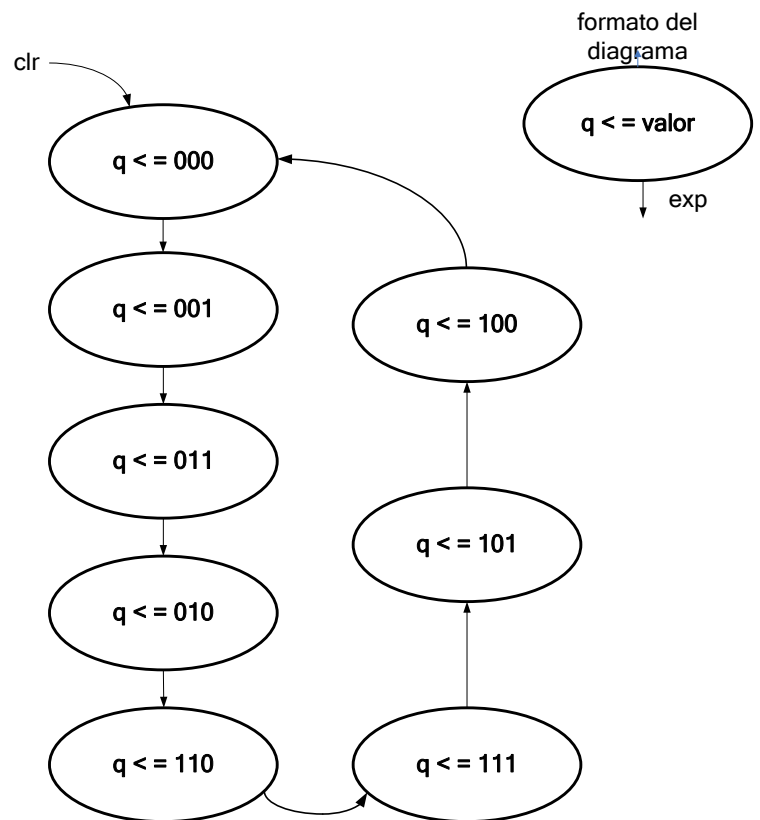 formato del
diagrama
clr
q < = valor
q < = 000
exp
q < = 001
q < = 100
q < = 011
q < = 101
q < = 010
q < = 110
q < = 111